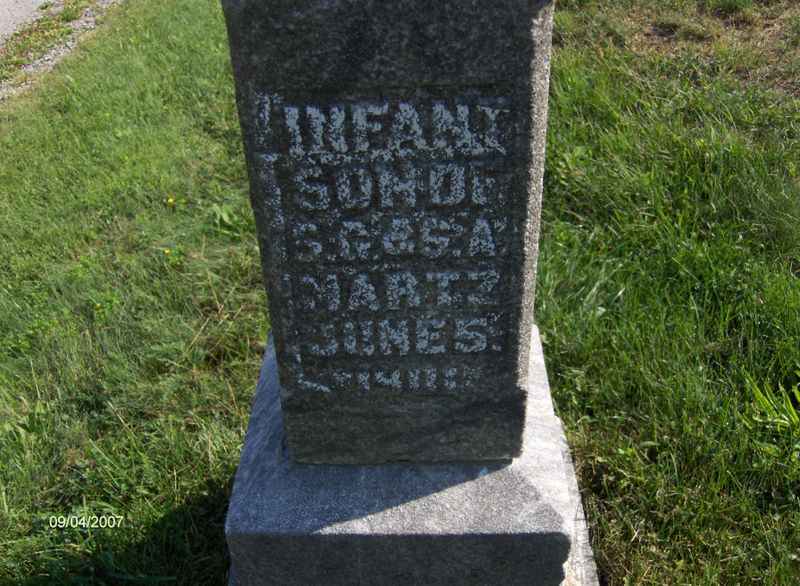 INFANT
SON OF
S.G. & S.A
MARTZ
JUNE 5.
09/04/2007